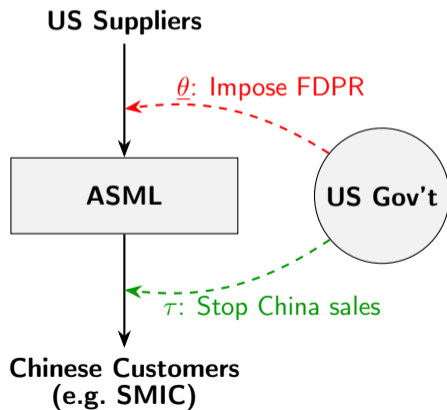 US Suppliers
θ: Impose FDPR
ASML
US Gov't
τ: Stop China sales
Chinese Customers
(e.g. SMIC)